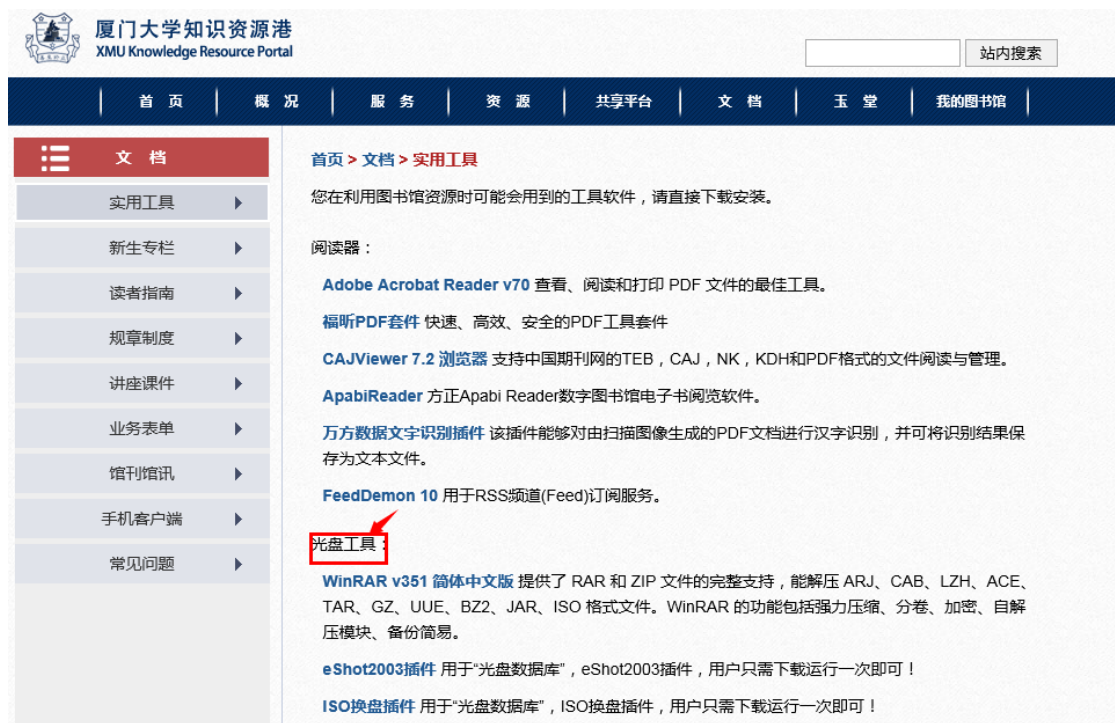 厦门大学知识资源港
XMU Knowledge Resource Portal
站内搜索
首 页 概 况 服 务 资 源 共享平台 文 档 玉 堂 我的图书馆
文 档
实用工具
新生专栏
读者指南
规章制度
讲座课件
业务表单
馆刊馆讯
手机客户端
常见问题
首页 > 文档 > 实用工具
您在利用图书馆资源时可能会用到的工具软件，请直接下载安装。
阅读器：
Adobe Acrobat Reader v70 查看、阅读和打印 PDF 文件的最佳工具。
福昕PDF套件 快速、高效、安全的PDF工具套件
CAJViewer 7.2 浏览器 支持中国期刊网的TEB，CAJ，NK，KDH和PDF格式的文件阅读与管理。
ApabiReader 方正Apabi Reader数字图书馆电子书阅览软件。
万方数据文字识别插件 该插件能够对由扫描图像生成的PDF文档进行汉字识别，并可将识别结果保
存为文本文件。
FeedDemon 10 用于RSS频道(Feed)订阅服务。
光盘工具：
WinRAR v351 简体中文版 提供了 RAR 和 ZIP 文件的完整支持，能解压 ARJ、CAB、LZH、ACE、
TAR、GZ、UUE、BZ2、JAR、ISO 格式文件。WinRAR 的功能包括强力压缩、分卷、加密、自解
压模块、备份简易。
eShot2003插件 用于“光盘数据库”，eShot2003插件，用户只需下载运行一次即可！
ISO换盘插件 用于“光盘数据库”，ISO换盘插件，用户只需下载运行一次即可！